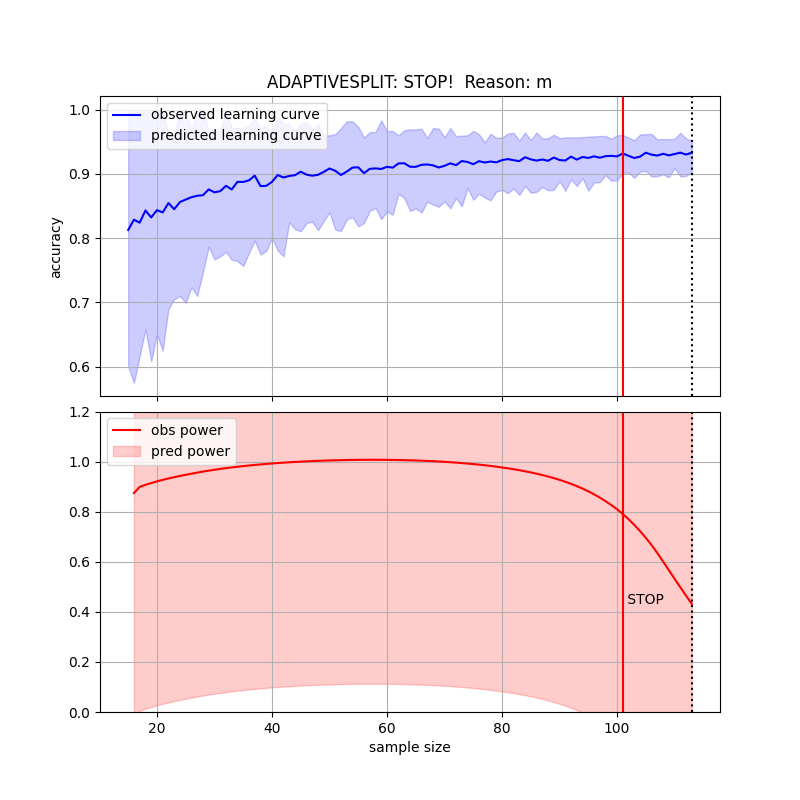 ADAPTIVESPLIT: STOP!  Reason: m
1.0
observed learning curve
predicted learning curve
0.9
accuracy
0.8
0.7
0.6
1.2
obs power
pred power
1.0
0.8
0.6
STOP
0.4
0.2
0.0
20 40 60 80 100
sample size